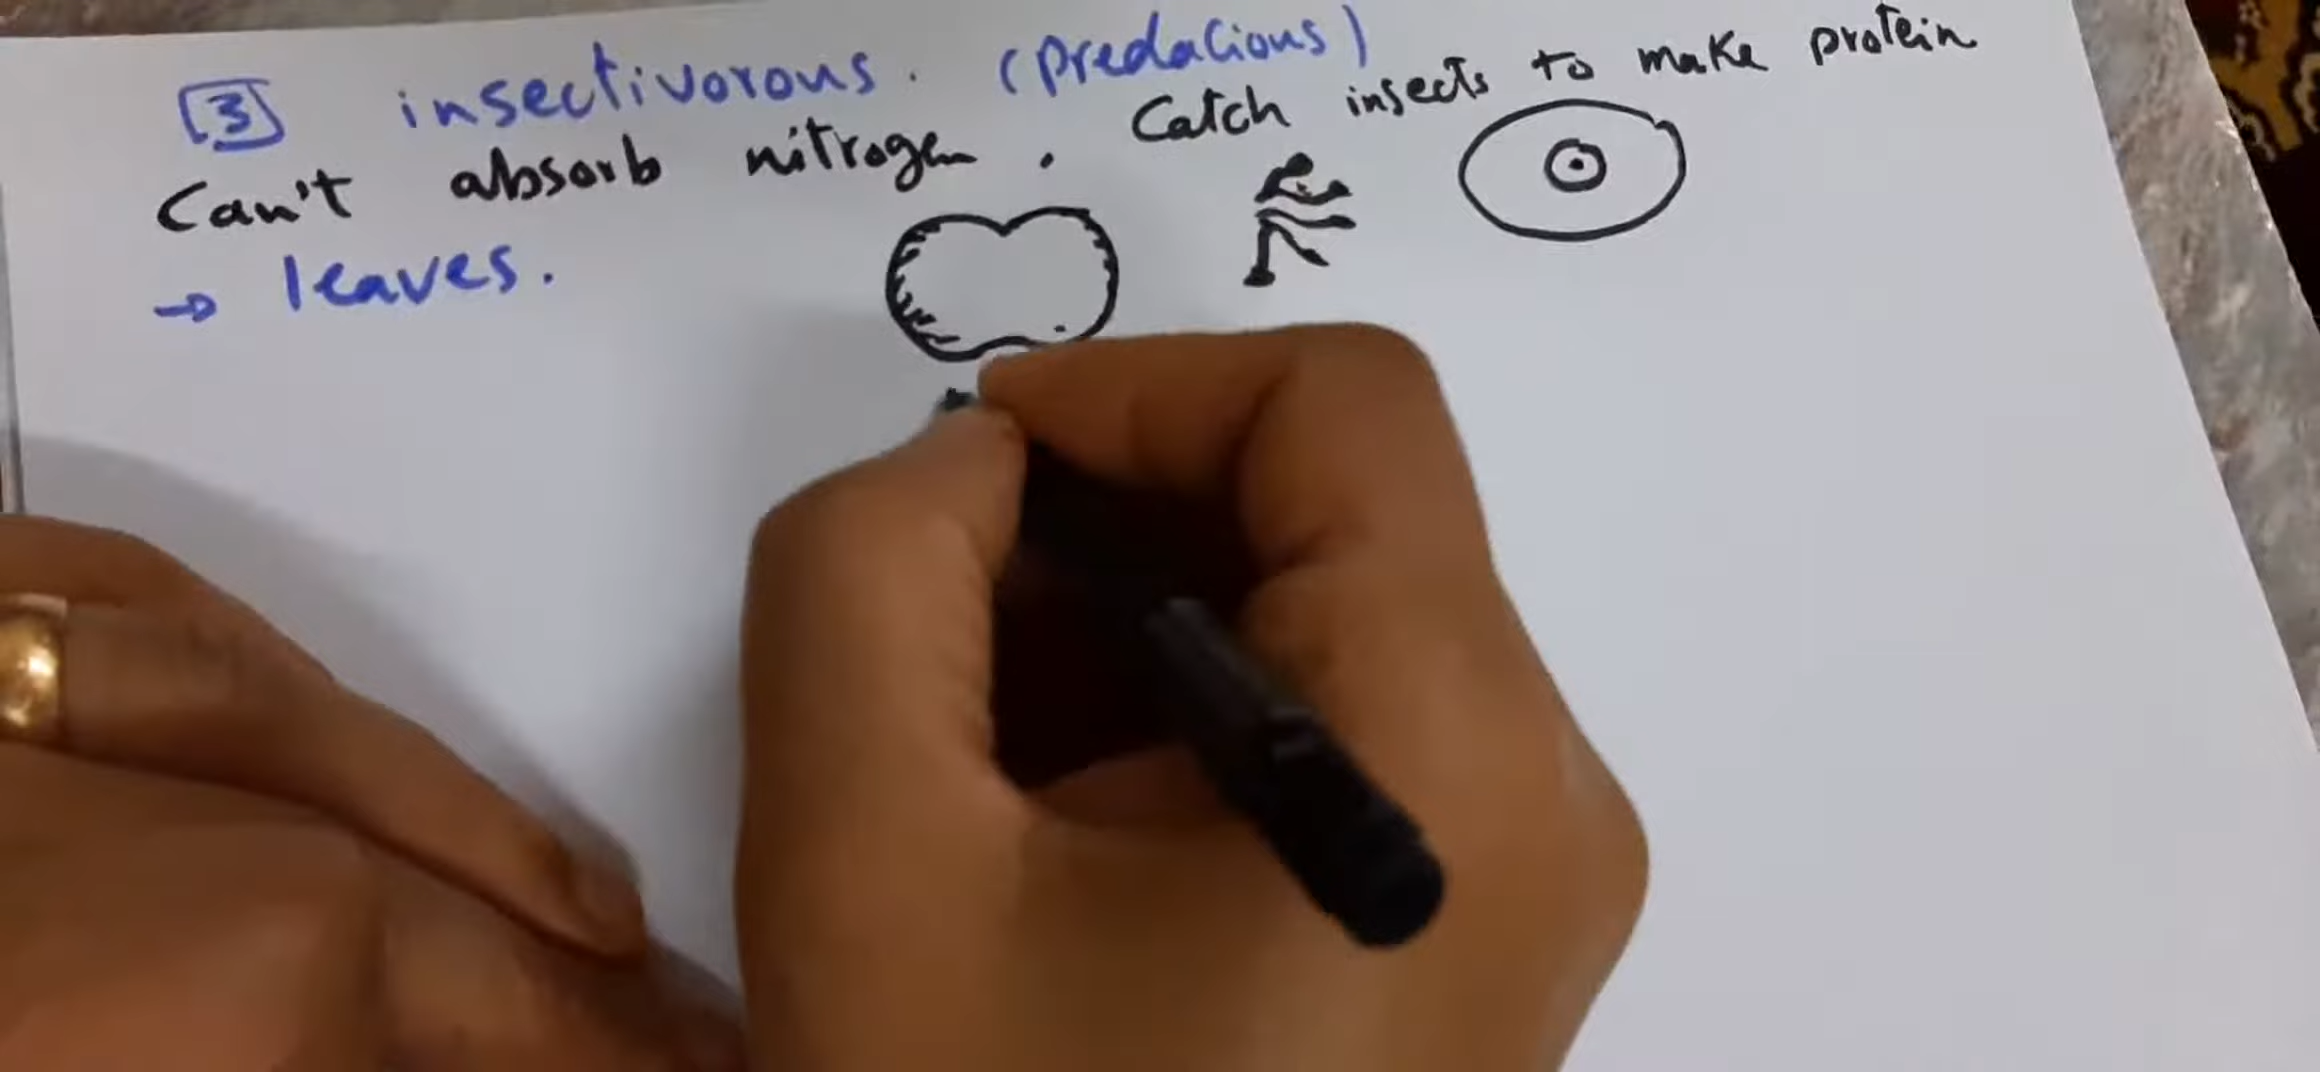 3 insectivorous. (predacious)
Can't absorb nitrogen. Catch insects to make protein
→ leaves.